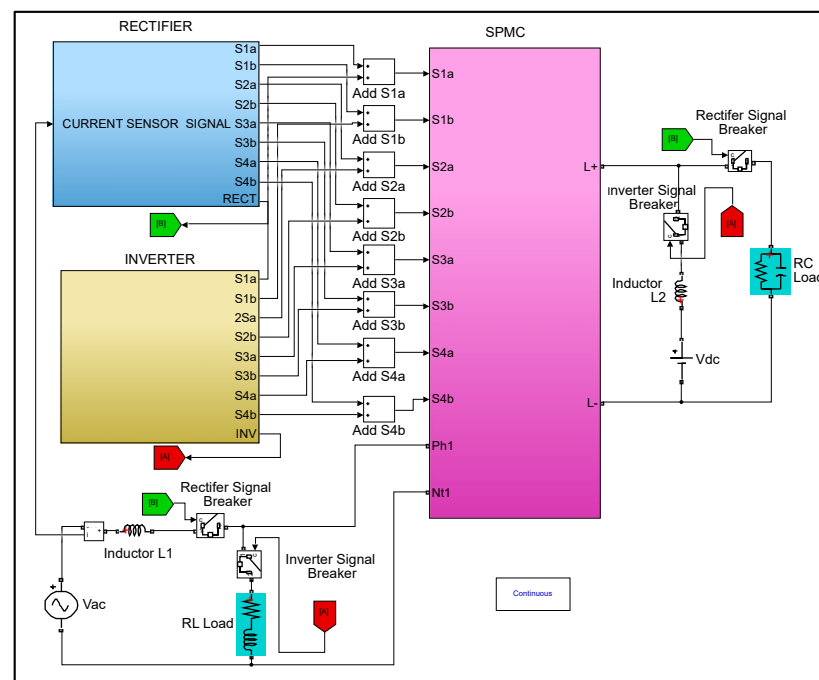 RECTIFIER
SPMC
CURRENT SENSOR SIGNAL
S1a
S1b
S2a
S2b
S3a
S3b
S4a
S4b
RECT
[B]
INVERTER
S1a
S1b
2Sa
S2b
S3a
S3b
S4a
S4b
INV
[A]
Add S1a
Add S1b
Add S2a
Add S2b
Add S3a
Add S3b
Add S4a
Add S4b
S1a
S1b
S2a
S2b
S3a
S3b
S4a
S4b
Ph1
Nt1
L+
L-
Rectifer Signal
Breaker
[B]
nverter Signal
Breaker
[A]
Inductor
L2
RC
Load
Vdc
Rectifier Signal
Breaker
[B]
Inductor L1
Inverter Signal
Breaker
[A]
Vac
RL Load
Continuous